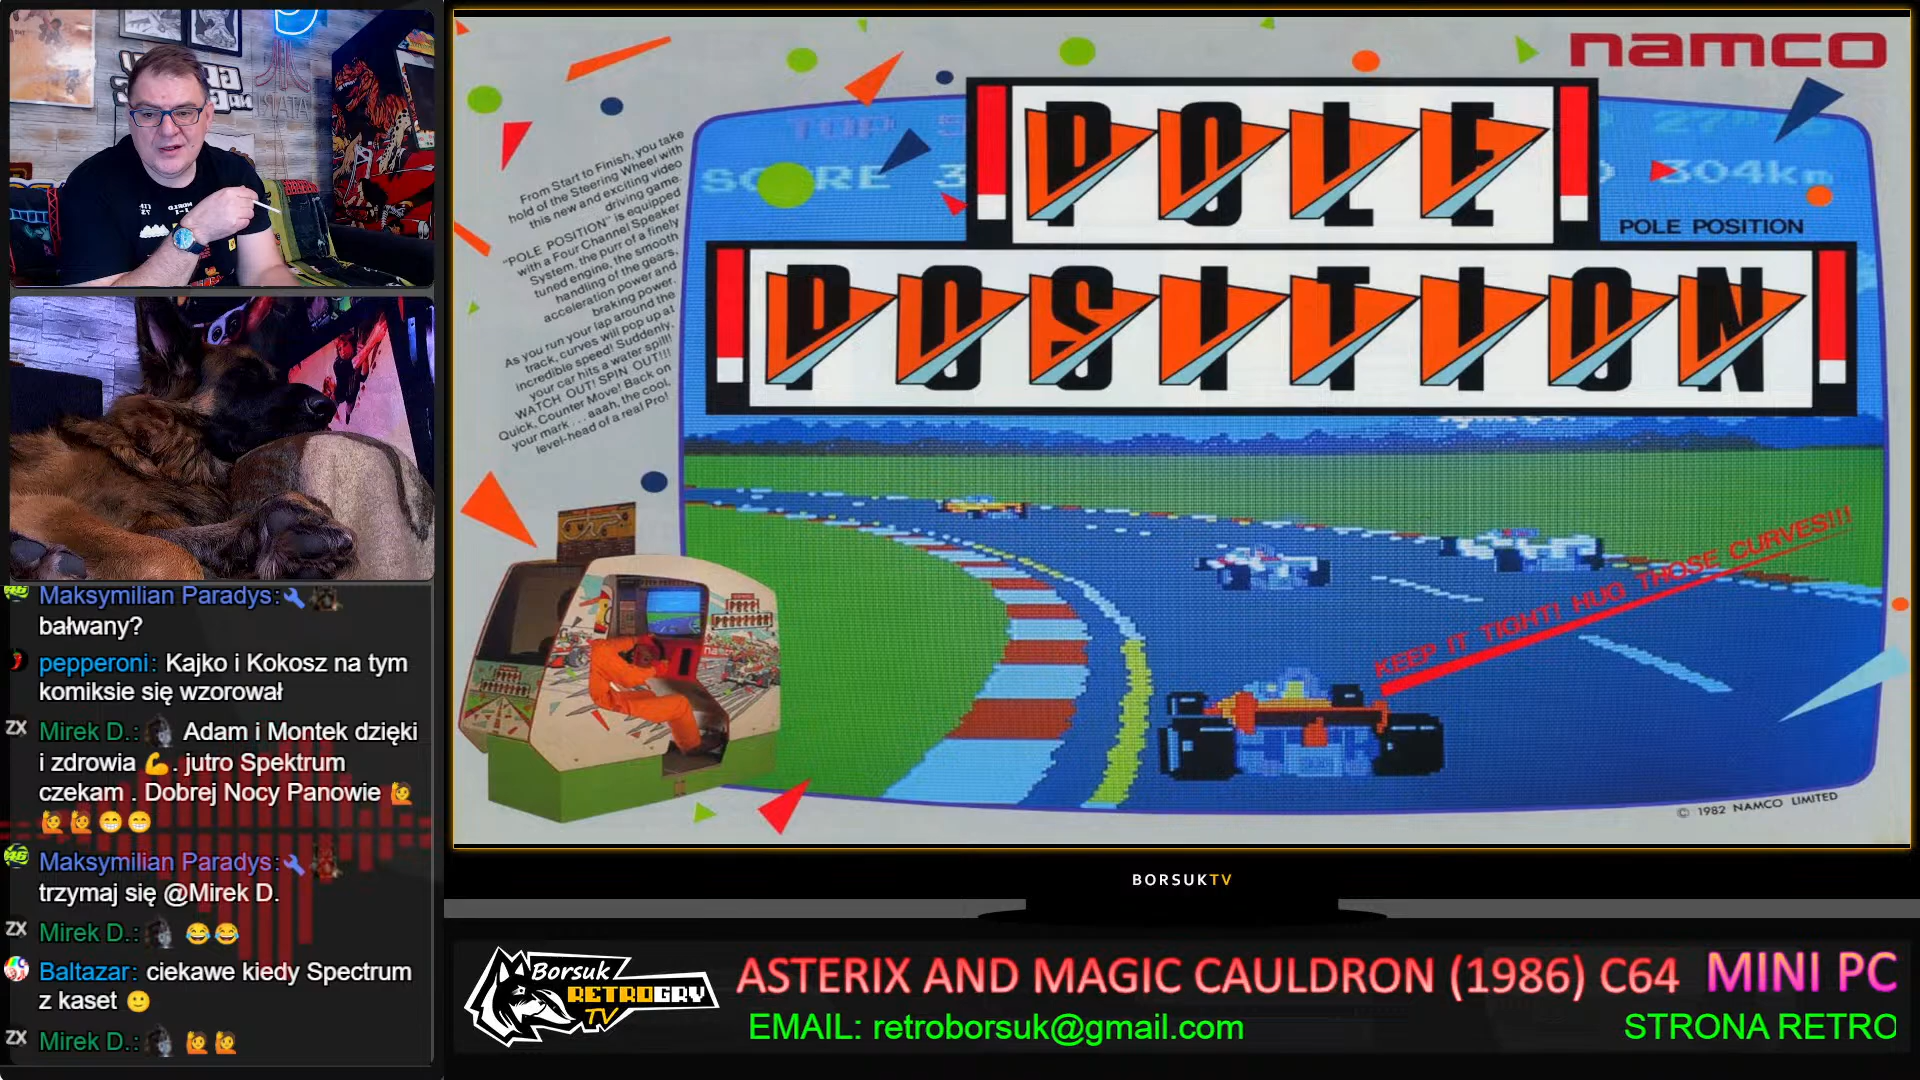 namco
POLE
POSITION
POLE POSITION
SCORE
304km
From Start to Finish, you take
hold of the Steering Wheel with
this new and exciting video
driving game.
"POLE POSITION" is equipped
with a Four Channel Speaker
System, the purr of a finely
tuned engine, the smooth
handling of the gears,
acceleration power and
braking power.
As you run your lap around the
track, curves will pop up at
incredible speed! Suddenly,
your car hits a water spill!
WATCH OUT! SPIN OUT!!!
Quick, Counter Move! Back on
your mark . . . aaah, the cool,
level-head of a real Pro!
KEEP IT TIGHT! HUG THOSE CURVES!!!
© 1982 NAMCO LIMITED
BORSUKTV
Maksymilian Paradys:
bałwany?
pepperoni: Kajko i Kokosz na tym
komiksie się wzorował
ZX Mirek D.: Adam i Montek dzięki
i zdrowia 💪. jutro Spektrum
czekam . Dobrej Nocy Panowie 🙋
🙋🙋😁😁
Maksymilian Paradys:
trzymaj się @Mirek D.
ZX Mirek D.: 😂😂
Baltazar: ciekawe kiedy Spectrum
z kaset 🙂
ZX Mirek D.: 🙋🙋
Borsuk
RETROGRY
TV
ASTERIX AND MAGIC CAULDRON (1986) C64 MINI PC
EMAIL: retroborsuk@gmail.com
STRONA RETRO